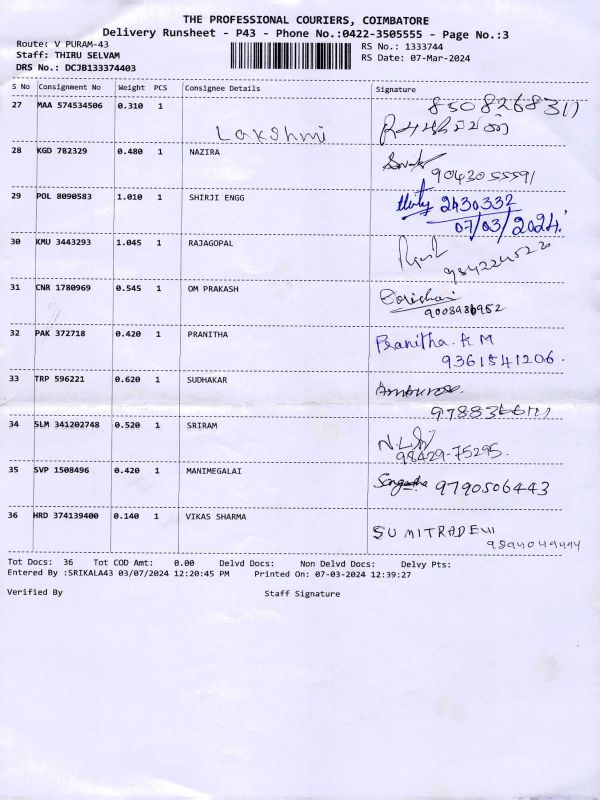 THE PROFESSIONAL COURIERS, COIMBATORE
Delivery Runsheet - P43 - Phone No.:0422-3505555 - Page No.:3
Route: V PURAM-43
RS No.: 1333744
Staff: THIRU SELVAM
RS Date: 07-Mar-2024
DRS No.: DCJB133374403
S No Consignment No Weight PCS Consignee Details Signature
27 MAA 574534506 0.310 1 8508268317
Lakshmi
28 KGD 782329 0.480 1 NAZIRA
9043055591
29 POL 8090583 1.010 1 SHIRJI ENGG
2430332
07/03/2024
30 KMU 3443293 1.045 1 RAJAGOPAL
31 CNR 1780969 0.545 1 OM PRAKASH
32 PAK 372718 0.420 1 PRANITHA
Pranitha. K M
9361541206.
33 TRP 596221 0.620 1 SUDHAKAR
34 SLM 341202748 0.520 1 SRIRAM
98429-75295.
35 SVP 1508496 0.420 1 MANIMEGALAI
9790506443
36 HRD 374139400 0.140 1 VIKAS SHARMA
SUMITRADEVI
Tot Docs: 36 Tot COD Amt: 0.00 Delvd Docs: Non Delvd Docs: Delvy Pts:
Entered By :SRIKALA43 03/07/2024 12:20:45 PM Printed On: 07-03-2024 12:39:27
Verified By Staff Signature